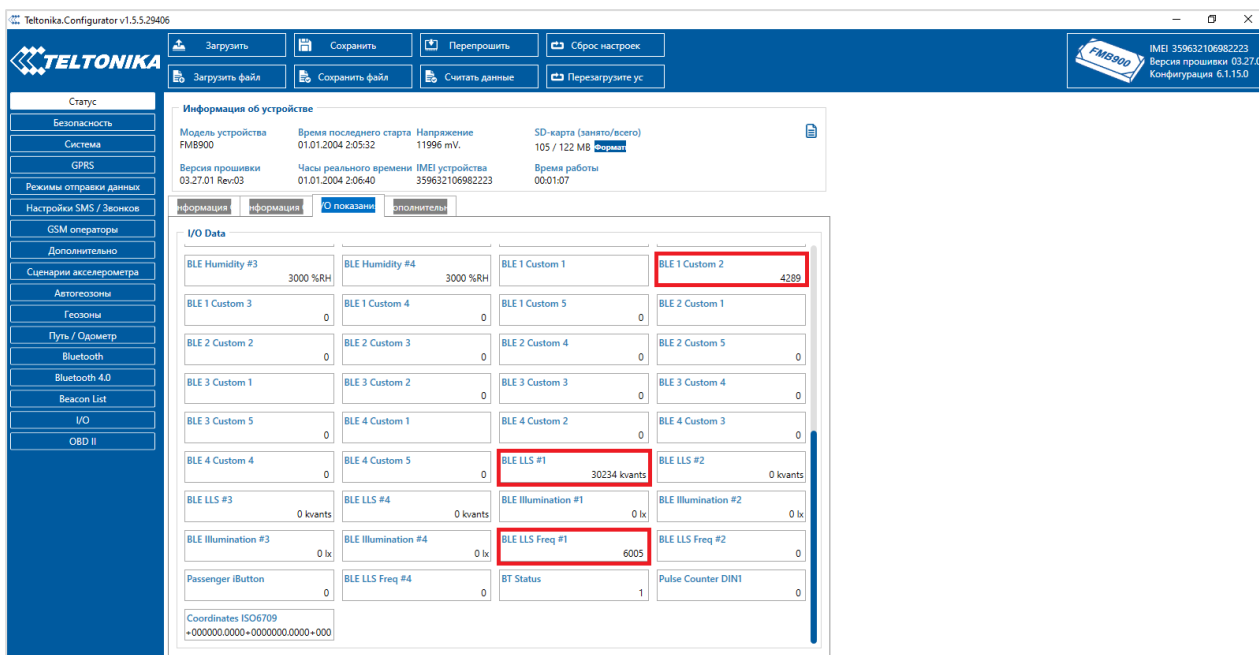 Teltonika.Configurator v1.5.5.29406
TELTONIKA
Загрузить
Сохранить
Перепрошить
Сброс настроек
Загрузить файл
Сохранить файл
Считать данные
Перезагрузите ус
FMB900
IMEI 359632106982223
Версия прошивки 03.27.0
Конфигурация 6.1.15.0
Статус
Безопасность
Система
GPRS
Режимы отправки данных
Настройки SMS / Звонков
GSM операторы
Дополнительно
Сценарии акселерометра
Автогеозоны
Геозоны
Путь / Одометр
Bluetooth
Bluetooth 4.0
Beacon List
I/O
OBD II
Информация об устройстве
Модель устройства
FMB900
Время последнего старта
01.01.2004 2:05:32
Напряжение
11996 mV.
SD-карта (занято/всего)
105 / 122 MB Формат
Версия прошивки
03.27.01 Rev:03
Часы реального времени
01.01.2004 2:06:40
IMEI устройства
359632106982223
Время работы
00:01:07
нформация
нформация
/О показани
ополнительн
I/O Data
BLE Humidity #3
3000 %RH
BLE Humidity #4
3000 %RH
BLE 1 Custom 1
BLE 1 Custom 2
4289
BLE 1 Custom 3
0
BLE 1 Custom 4
0
BLE 1 Custom 5
0
BLE 2 Custom 1
BLE 2 Custom 2
0
BLE 2 Custom 3
0
BLE 2 Custom 4
0
BLE 2 Custom 5
0
BLE 3 Custom 1
BLE 3 Custom 2
0
BLE 3 Custom 3
0
BLE 3 Custom 4
0
BLE 3 Custom 5
0
BLE 4 Custom 1
BLE 4 Custom 2
0
BLE 4 Custom 3
0
BLE 4 Custom 4
0
BLE 4 Custom 5
0
BLE LLS #1
30234 kvants
BLE LLS #2
0 kvants
BLE LLS #3
0 kvants
BLE LLS #4
0 kvants
BLE Illumination #1
0 lx
BLE Illumination #2
0 lx
BLE Illumination #3
0 lx
BLE Illumination #4
0 lx
BLE LLS Freq #1
6005
BLE LLS Freq #2
0
Passenger iButton
0
BLE LLS Freq #4
0
BT Status
1
Pulse Counter DIN1
0
Coordinates ISO6709
+000000.0000+0000000.0000+000